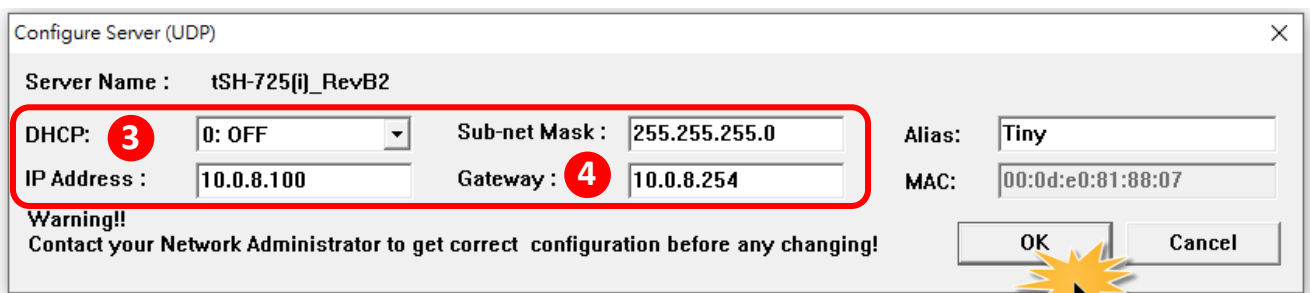 Configure Server (UDP)
Server Name : tSH-725(i)_RevB2
DHCP: 3 0: OFF Sub-net Mask : 255.255.255.0 Alias: Tiny
IP Address : 10.0.8.100 Gateway : 4 10.0.8.254 MAC: 00:0d:e0:81:88:07
Warning!!
Contact your Network Administrator to get correct configuration before any changing!
OK Cancel